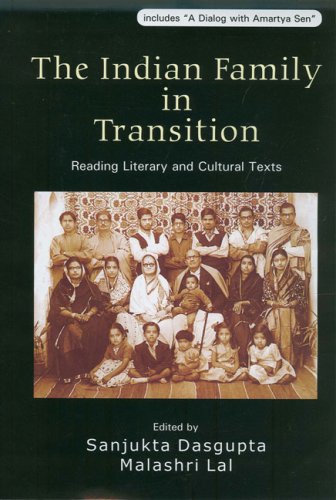 includes "A Dialog with Amartya Sen"
The Indian Family
in
Transition
Reading Literary and Cultural Texts
Edited by
Sanjukta Dasgupta
Malashri Lal